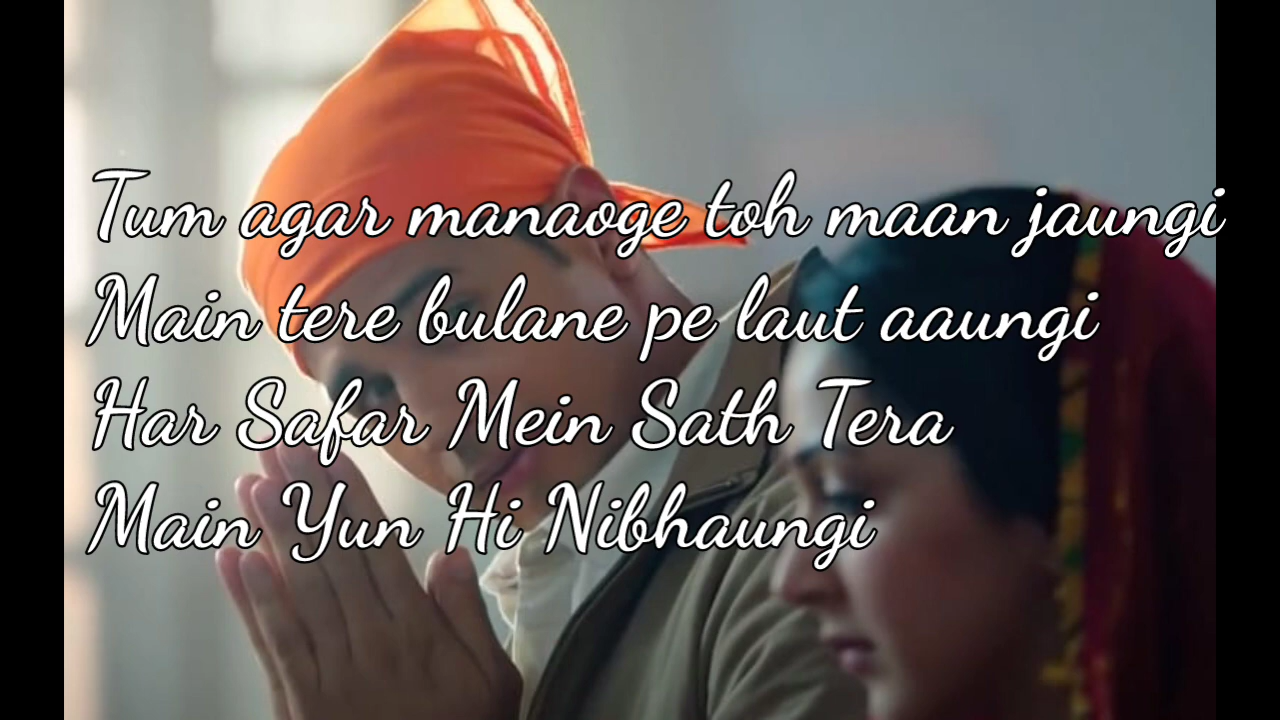 Tum agar manaoge toh maan jaungi
Main tere bulane pe laut aaungi
Har Safar Mein Sath Tera
Main Yun Hi Nibhaungi